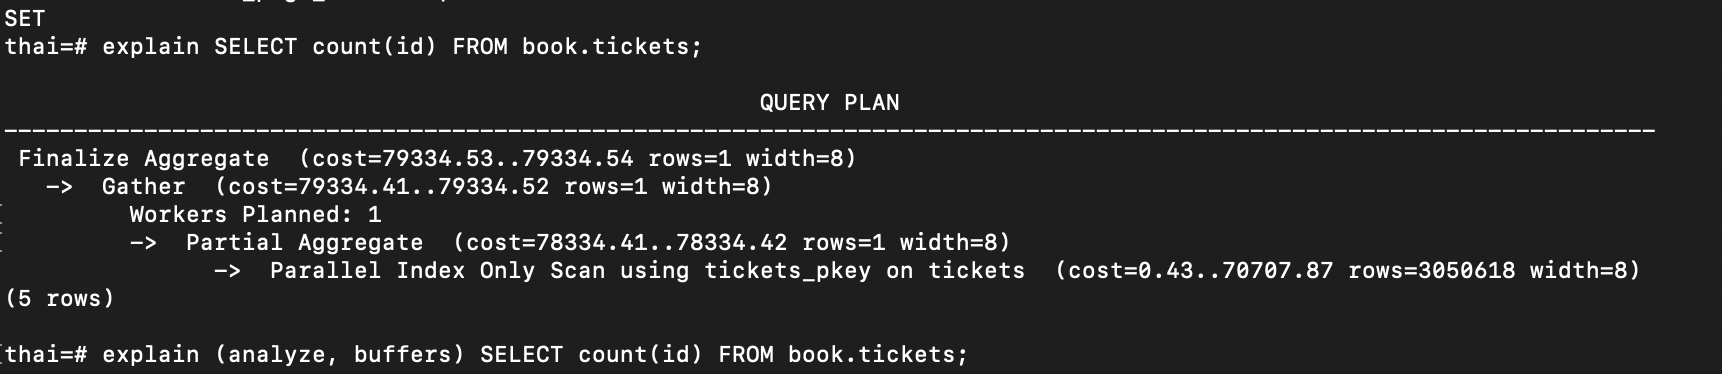 SET
thai=# explain SELECT count(id) FROM book.tickets;
QUERY PLAN
-----------------------------------------------------------------------------------------------------------------------
Finalize Aggregate  (cost=79334.53..79334.54 rows=1 width=8)
  ->  Gather  (cost=79334.41..79334.52 rows=1 width=8)
        Workers Planned: 1
        ->  Partial Aggregate  (cost=78334.41..78334.42 rows=1 width=8)
              ->  Parallel Index Only Scan using tickets_pkey on tickets  (cost=0.43..70707.87 rows=3050618 width=8)
(5 rows)
thai=# explain (analyze, buffers) SELECT count(id) FROM book.tickets;